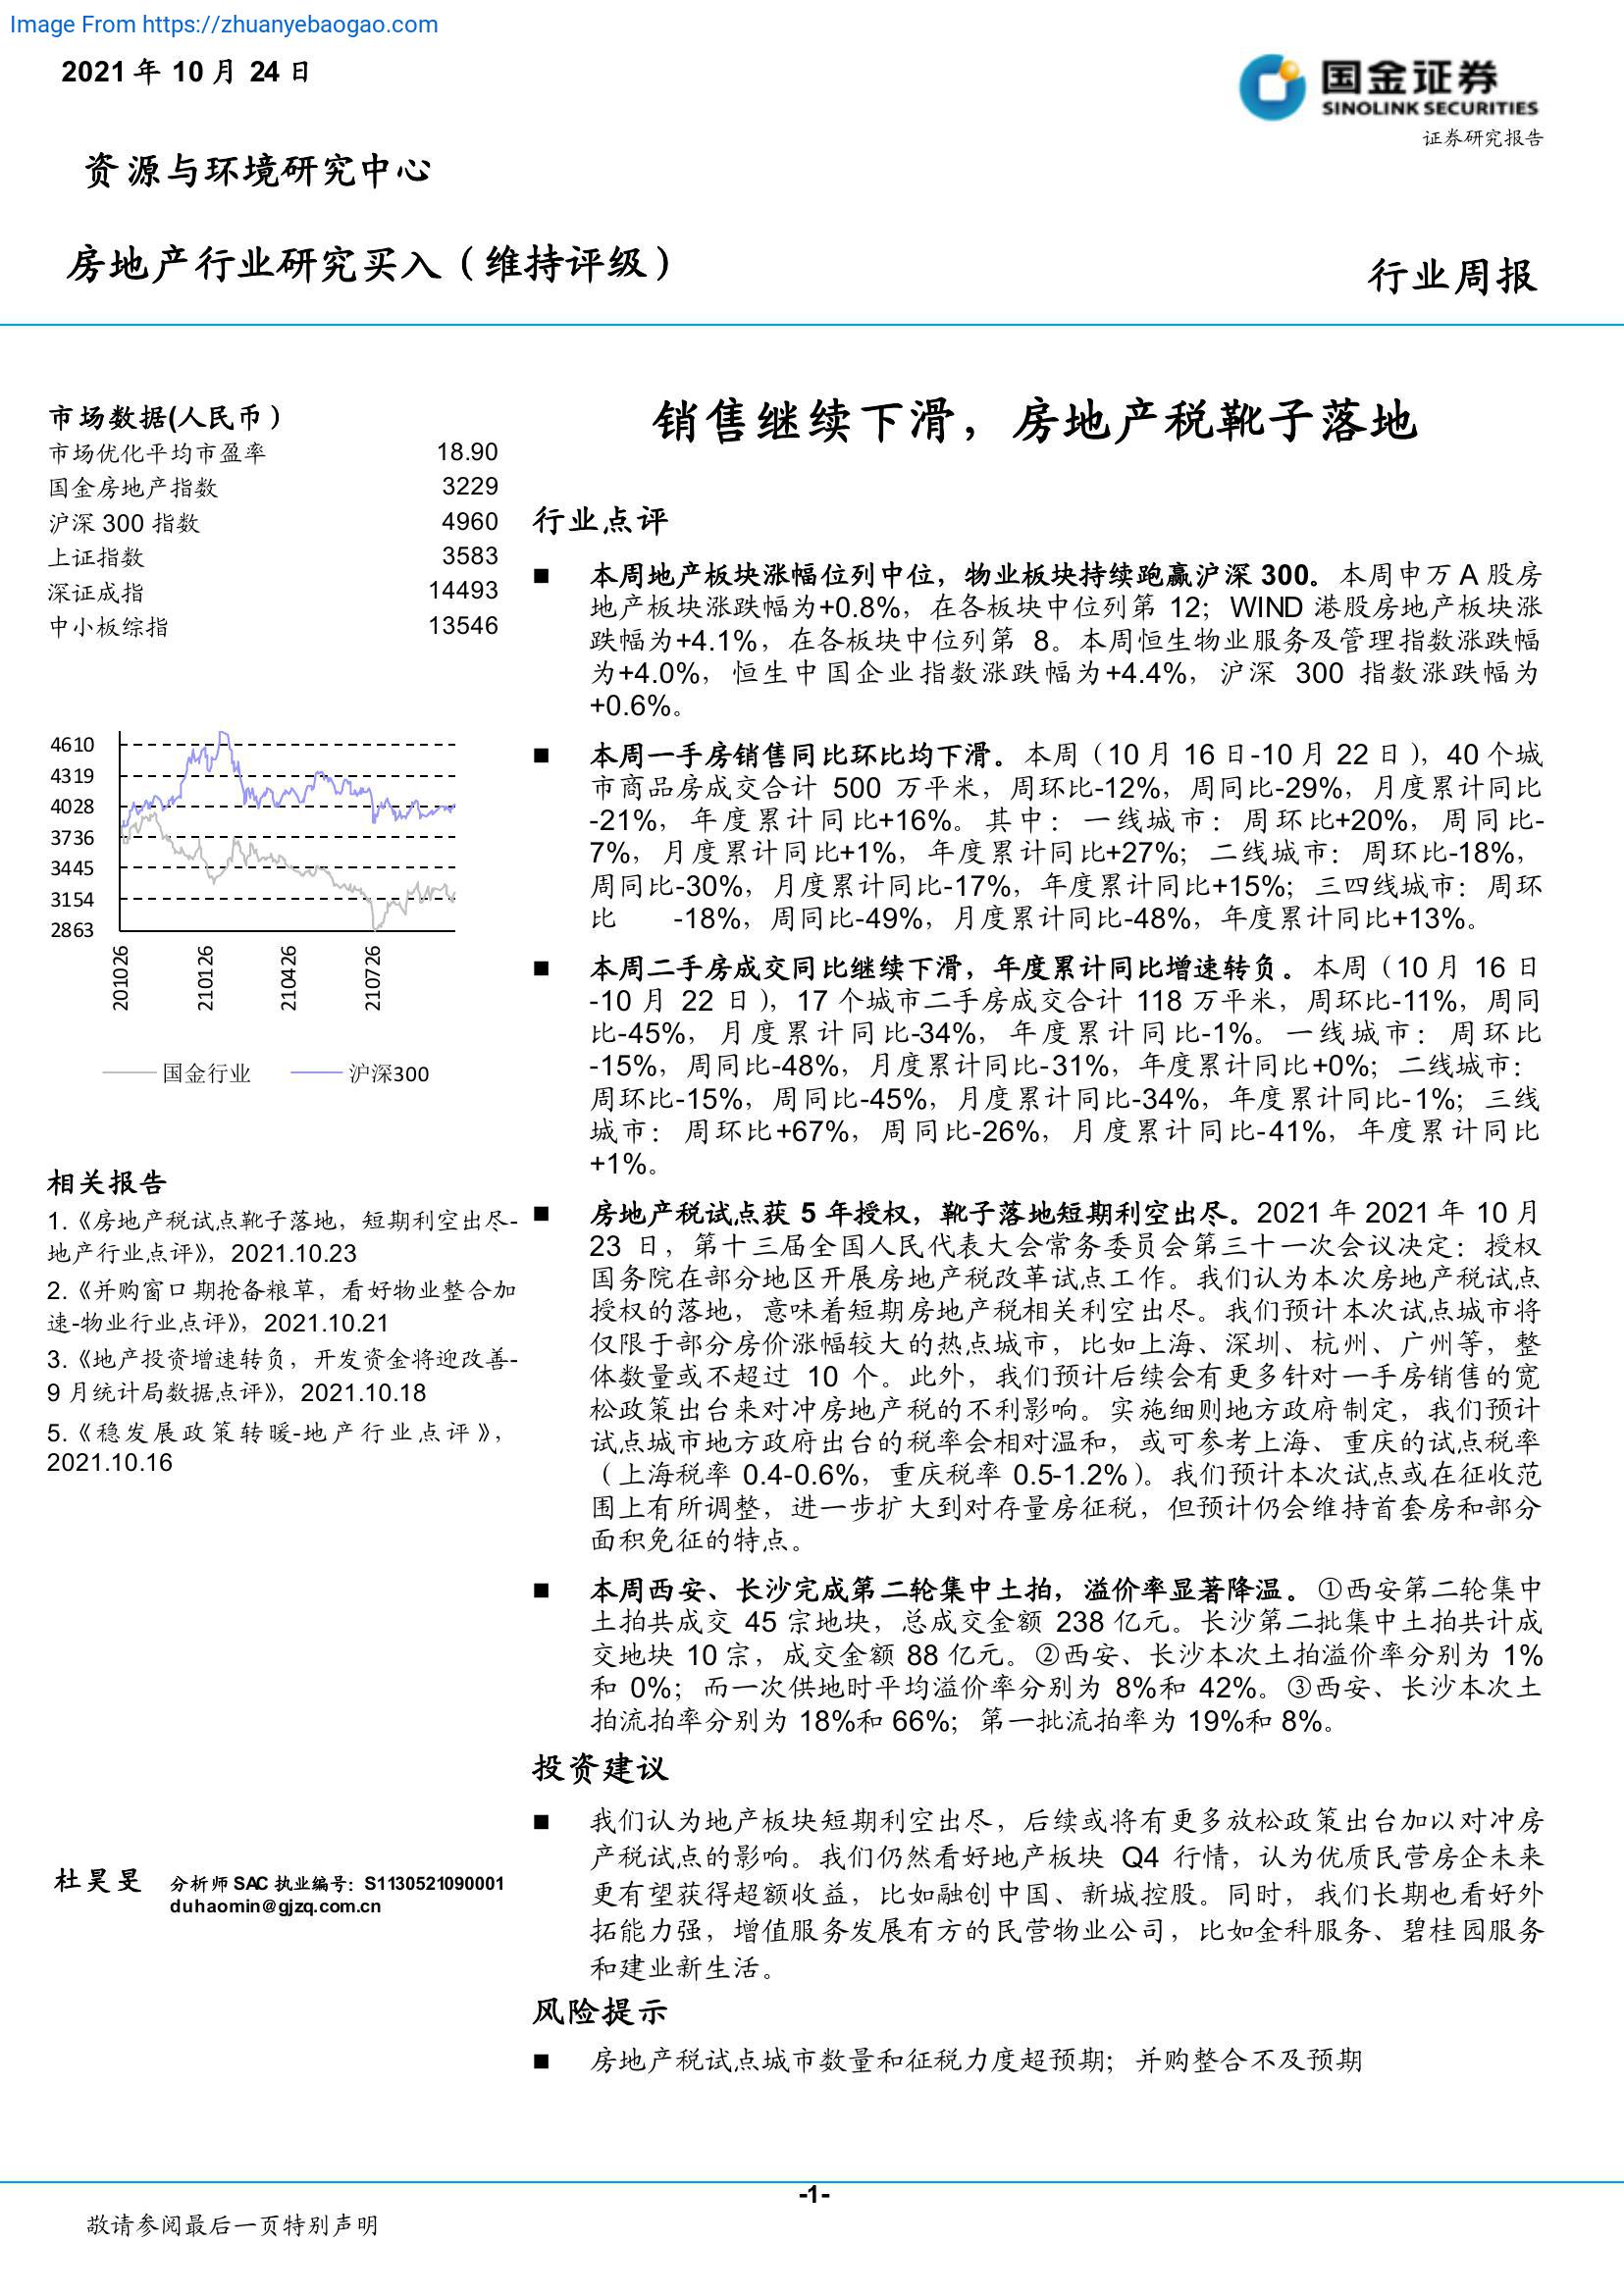 Image From https://zhuanyebaogao.com
2021 年 10 月 24 日
国金证券
SINOLINK SECURITIES
证券研究报告
资源与环境研究中心
房地产行业研究买入（维持评级）
行业周报
市场数据(人民币）
市场优化平均市盈率 18.90
国金房地产指数 3229
沪深 300 指数 4960
上证指数 3583
深证成指 14493
中小板综指 13546
4610
4319
4028
3736
3445
3154
2863
201026
210126
210426
210726
国金行业 沪深300
相关报告
1.《房地产税试点靴子落地，短期利空出尽-
地产行业点评》，2021.10.23
2.《并购窗口期抢备粮草，看好物业整合加
速-物业行业点评》，2021.10.21
3.《地产投资增速转负，开发资金将迎改善-
9 月统计局数据点评》，2021.10.18
5.《稳发展政策转暖-地产行业点评》，
2021.10.16
杜昊旻 分析师 SAC 执业编号：S1130521090001
duhaomin@gjzq.com.cn
销售继续下滑，房地产税靴子落地
行业点评
■ 本周地产板块涨幅位列中位，物业板块持续跑赢沪深 300。本周申万 A 股房
地产板块涨跌幅为+0.8%，在各板块中位列第 12；WIND 港股房地产板块涨
跌幅为+4.1%，在各板块中位列第 8。本周恒生物业服务及管理指数涨跌幅
为+4.0%，恒生中国企业指数涨跌幅为+4.4%，沪深 300 指数涨跌幅为
+0.6%。
■ 本周一手房销售同比环比均下滑。本周（10 月 16 日-10 月 22 日），40 个城
市商品房成交合计 500 万平米，周环比-12%，周同比-29%，月度累计同比
-21%，年度累计同比+16%。其中：一线城市：周环比+20%，周同比-
7%，月度累计同比+1%，年度累计同比+27%；二线城市：周环比-18%，
周同比-30%，月度累计同比-17%，年度累计同比+15%；三四线城市：周环
比 -18%，周同比-49%，月度累计同比-48%，年度累计同比+13%。
■ 本周二手房成交同比继续下滑，年度累计同比增速转负。本周（10 月 16 日
-10 月 22 日），17 个城市二手房成交合计 118 万平米，周环比-11%，周同
比-45%，月度累计同比-34%，年度累计同比-1%。一线城市：周环比
-15%，周同比-48%，月度累计同比-31%，年度累计同比+0%；二线城市：
周环比-15%，周同比-45%，月度累计同比-34%，年度累计同比-1%；三线
城市：周环比+67%，周同比-26%，月度累计同比-41%，年度累计同比
+1%。
■ 房地产税试点获 5 年授权，靴子落地短期利空出尽。2021 年 2021 年 10 月
23 日，第十三届全国人民代表大会常务委员会第三十一次会议决定：授权
国务院在部分地区开展房地产税改革试点工作。我们认为本次房地产税试点
授权的落地，意味着短期房地产税相关利空出尽。我们预计本次试点城市将
仅限于部分房价涨幅较大的热点城市，比如上海、深圳、杭州、广州等，整
体数量或不超过 10 个。此外，我们预计后续会有更多针对一手房销售的宽
松政策出台来对冲房地产税的不利影响。实施细则地方政府制定，我们预计
试点城市地方政府出台的税率会相对温和，或可参考上海、重庆的试点税率
（上海税率 0.4-0.6%，重庆税率 0.5-1.2%）。我们预计本次试点或在征收范
围上有所调整，进一步扩大到对存量房征税，但预计仍会维持首套房和部分
面积免征的特点。
■ 本周西安、长沙完成第二轮集中土拍，溢价率显著降温。①西安第二轮集中
土拍共成交 45 宗地块，总成交金额 238 亿元。长沙第二批集中土拍共计成
交地块 10 宗，成交金额 88 亿元。②西安、长沙本次土拍溢价率分别为 1%
和 0%；而一次供地时平均溢价率分别为 8%和 42%。③西安、长沙本次土
拍流拍率分别为 18%和 66%；第一批流拍率为 19%和 8%。
投资建议
■ 我们认为地产板块短期利空出尽，后续或将有更多放松政策出台加以对冲房
产税试点的影响。我们仍然看好地产板块 Q4 行情，认为优质民营房企未来
更有望获得超额收益，比如融创中国、新城控股。同时，我们长期也看好外
拓能力强，增值服务发展有方的民营物业公司，比如金科服务、碧桂园服务
和建业新生活。
风险提示
■ 房地产税试点城市数量和征税力度超预期；并购整合不及预期
-1-
敬请参阅最后一页特别声明